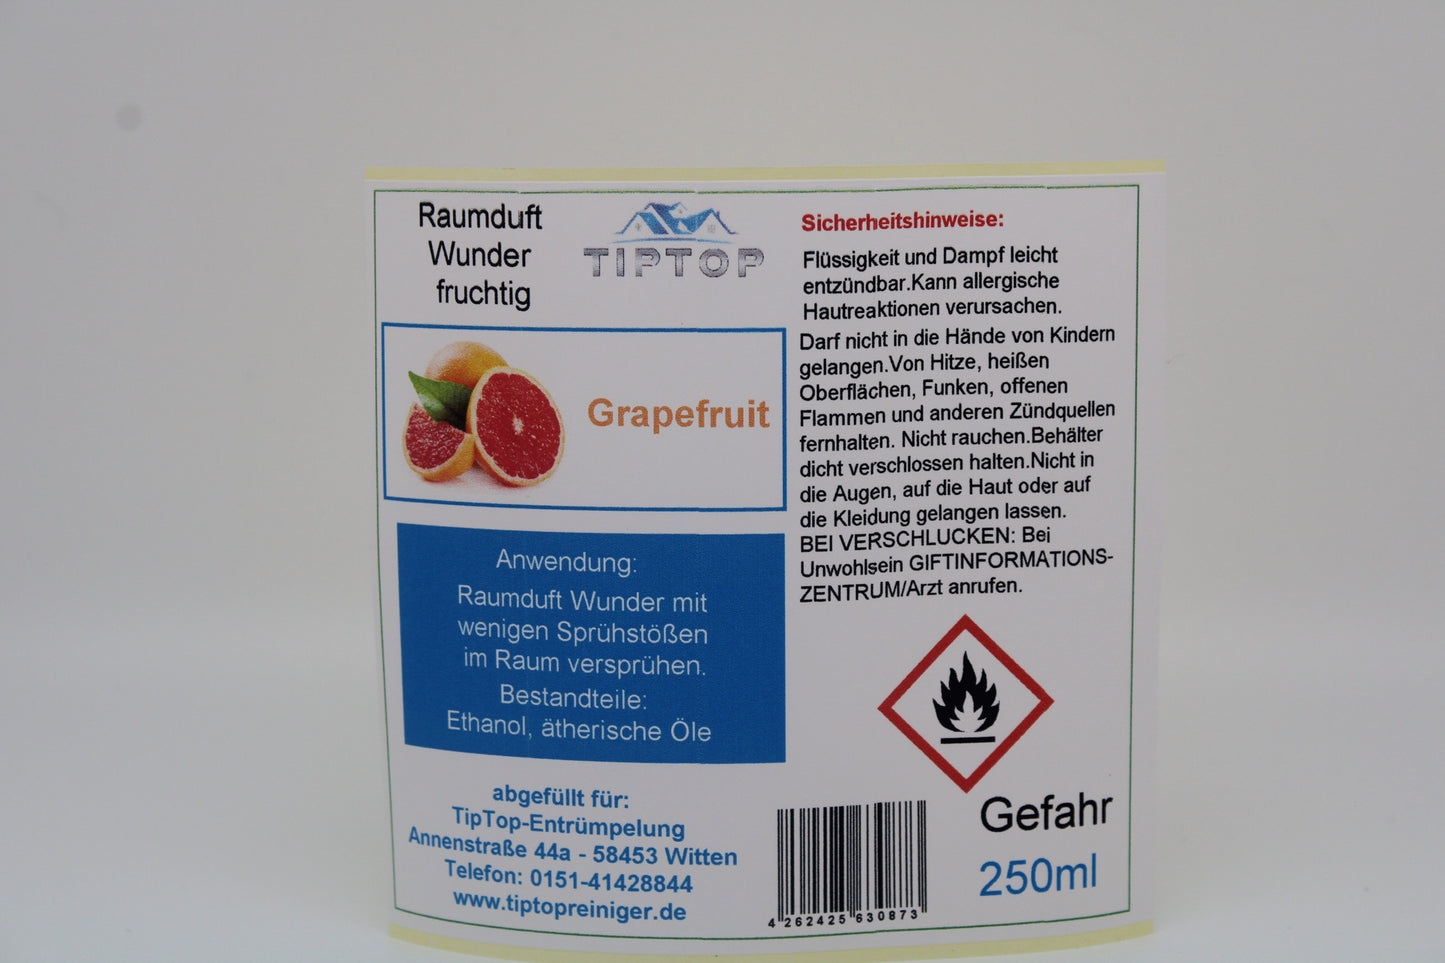 Raumduft
Wunder
fruchtig
TIPTOP
Grapefruit
Anwendung:
Raumduft Wunder mit
wenigen Sprühstößen
im Raum versprühen.
Bestandteile:
Ethanol, ätherische Öle
abgefüllt für:
TipTop-Entrümpelung
Annenstraße 44a - 58453 Witten
Telefon: 0151-41428844
www.tiptopreiniger.de
Sicherheitshinweise:
Flüssigkeit und Dampf leicht
entzündbar.Kann allergische
Hautreaktionen verursachen.
Darf nicht in die Hände von Kindern
gelangen.Von Hitze, heißen
Oberflächen, Funken, offenen
Flammen und anderen Zündquellen
fernhalten. Nicht rauchen.Behälter
dicht verschlossen halten.Nicht in
die Augen, auf die Haut oder auf
die Kleidung gelangen lassen.
BEI VERSCHLUCKEN: Bei
Unwohlsein GIFTINFORMATIONS-
ZENTRUM/Arzt anrufen.
Gefahr
250ml
4 262425 630873